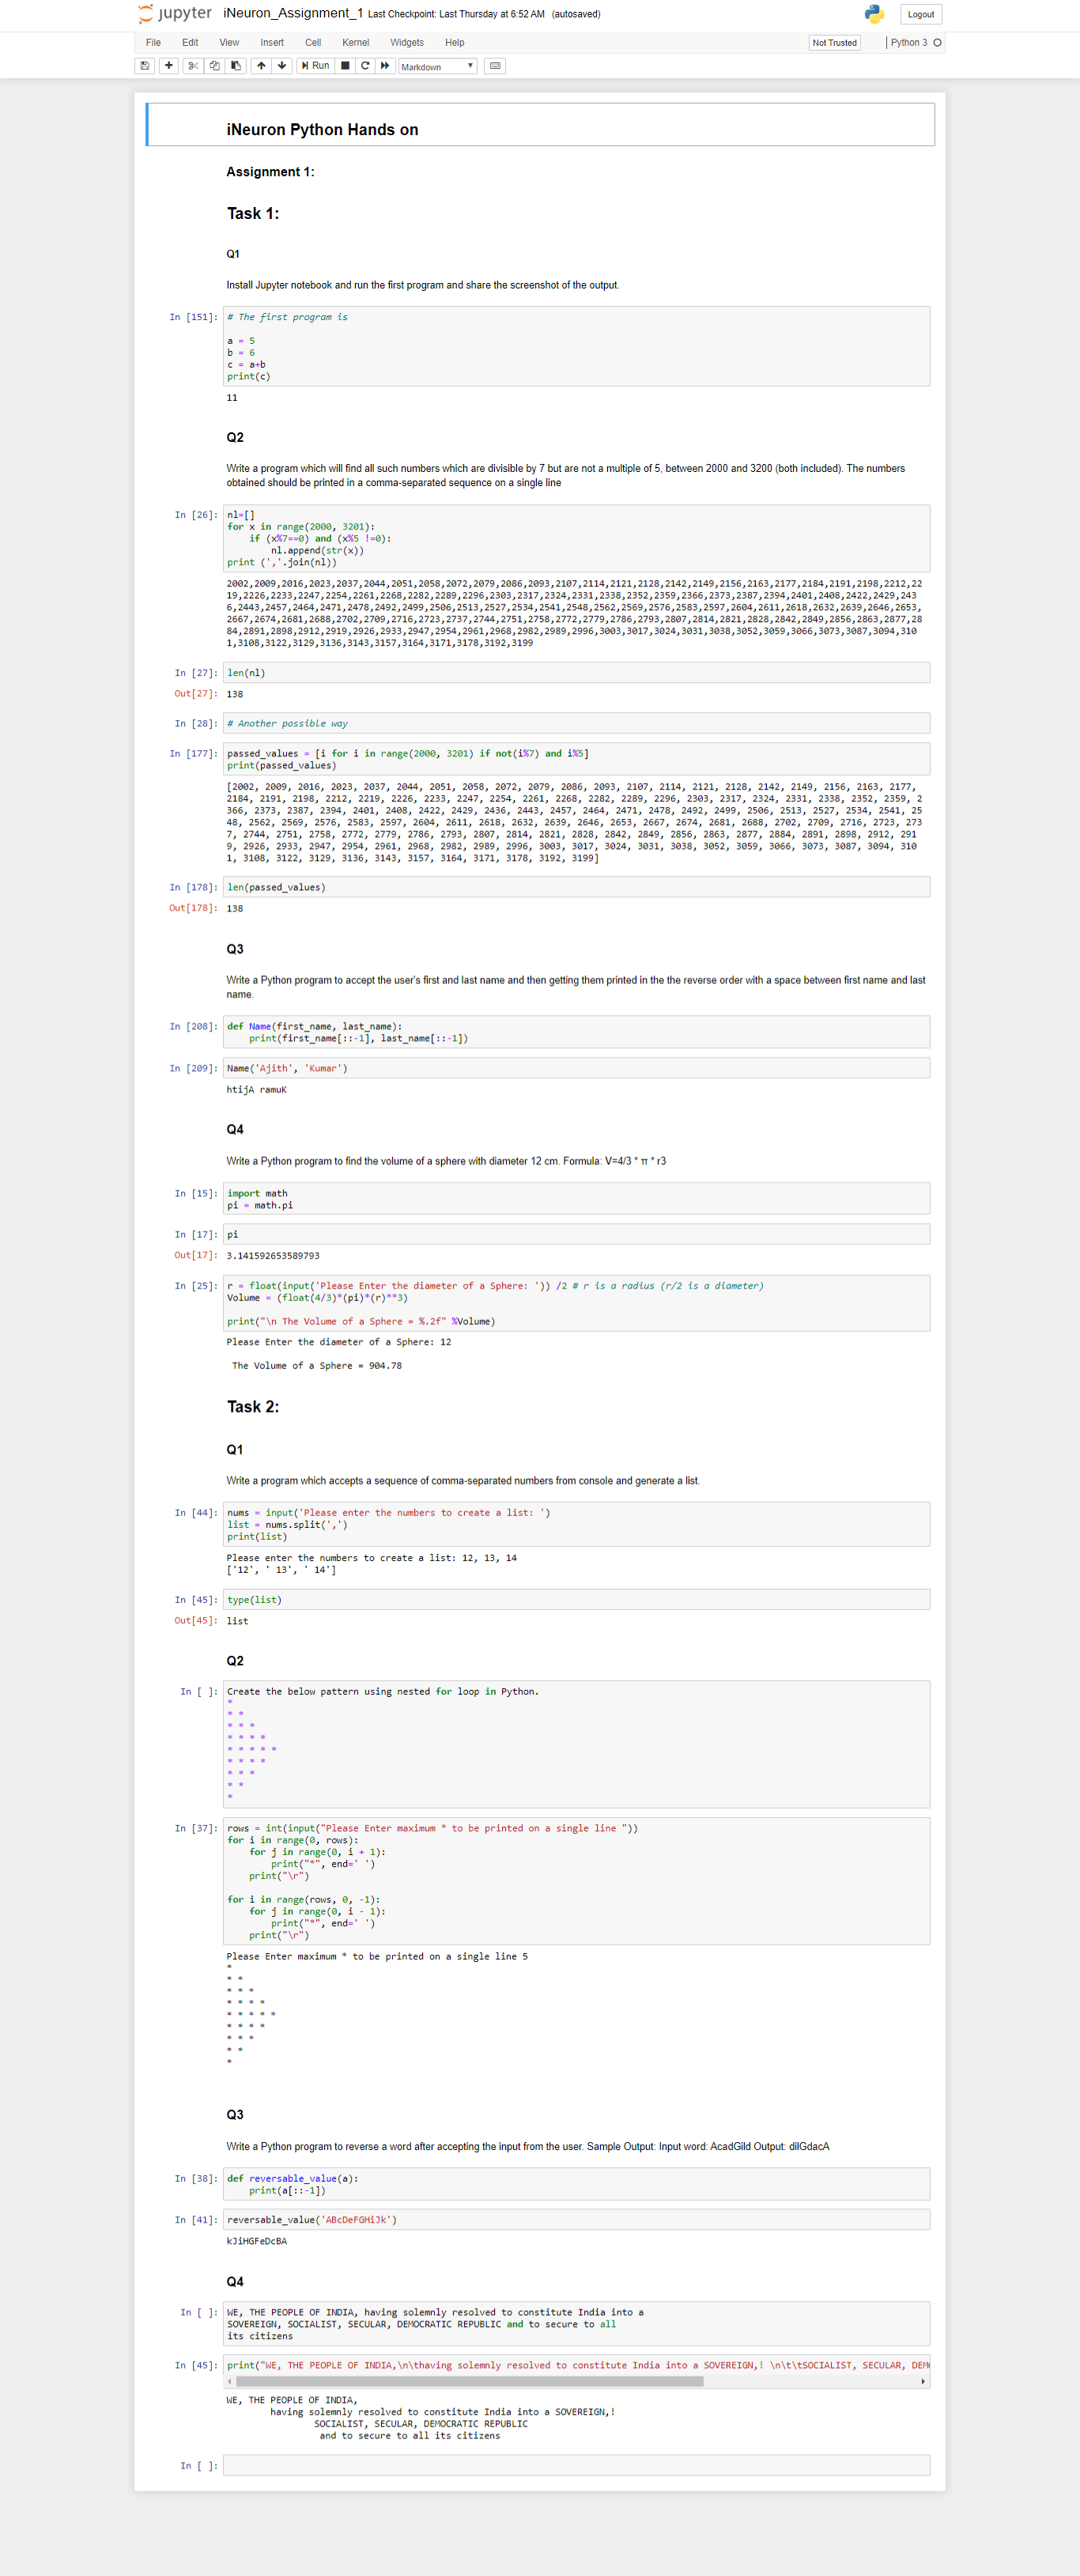 jupyter iNeuron_Assignment_1 Last Checkpoint: Last Thursday at 6:52 AM (autosaved) Logout
File Edit View Insert Cell Kernel Widgets Help Not Trusted Python 3
Run Markdown
iNeuron Python Hands on
Assignment 1:
Task 1:
Q1
Install Jupyter notebook and run the first program and share the screenshot of the output.
In [151]: # The first program is
a = 5
b = 6
c = a+b
print(c)
11
Q2
Write a program which will find all such numbers which are divisible by 7 but are not a multiple of 5, between 2000 and 3200 (both included). The numbers
obtained should be printed in a comma-separated sequence on a single line
In [26]: nl=[]
for x in range(2000, 3201):
    if (x%7==0) and (x%5 !=0):
        nl.append(str(x))
print (','.join(nl))
2002,2009,2016,2023,2037,2044,2051,2058,2072,2079,2086,2093,2107,2114,2121,2128,2142,2149,2156,2163,2177,2184,2191,2198,2212,22
19,2226,2233,2247,2254,2261,2268,2282,2289,2296,2303,2317,2324,2331,2338,2352,2359,2366,2373,2387,2394,2401,2408,2422,2429,243
6,2443,2457,2464,2471,2478,2492,2499,2506,2513,2527,2534,2541,2548,2562,2569,2576,2583,2597,2604,2611,2618,2632,2639,2646,2653,
2667,2674,2681,2688,2702,2709,2716,2723,2737,2744,2751,2758,2772,2779,2786,2793,2807,2814,2821,2828,2842,2849,2856,2863,2877,28
84,2891,2898,2912,2919,2926,2933,2947,2954,2961,2968,2982,2989,2996,3003,3017,3024,3031,3038,3052,3059,3066,3073,3087,3094,310
1,3108,3122,3129,3136,3143,3157,3164,3171,3178,3192,3199
In [27]: len(nl)
Out[27]: 138
In [28]: # Another possible way
In [177]: passed_values = [i for i in range(2000, 3201) if not(i%7) and i%5]
print(passed_values)
[2002, 2009, 2016, 2023, 2037, 2044, 2051, 2058, 2072, 2079, 2086, 2093, 2107, 2114, 2121, 2128, 2142, 2149, 2156, 2163, 2177,
2184, 2191, 2198, 2212, 2219, 2226, 2233, 2247, 2254, 2261, 2268, 2282, 2289, 2296, 2303, 2317, 2324, 2331, 2338, 2352, 2359, 2
366, 2373, 2387, 2394, 2401, 2408, 2422, 2429, 2436, 2443, 2457, 2464, 2471, 2478, 2492, 2499, 2506, 2513, 2527, 2534, 2541, 25
48, 2562, 2569, 2576, 2583, 2597, 2604, 2611, 2618, 2632, 2639, 2646, 2653, 2667, 2674, 2681, 2688, 2702, 2709, 2716, 2723, 273
7, 2744, 2751, 2758, 2772, 2779, 2786, 2793, 2807, 2814, 2821, 2828, 2842, 2849, 2856, 2863, 2877, 2884, 2891, 2898, 2912, 291
9, 2926, 2933, 2947, 2954, 2961, 2968, 2982, 2989, 2996, 3003, 3017, 3024, 3031, 3038, 3052, 3059, 3066, 3073, 3087, 3094, 310
1, 3108, 3122, 3129, 3136, 3143, 3157, 3164, 3171, 3178, 3192, 3199]
In [178]: len(passed_values)
Out[178]: 138
Q3
Write a Python program to accept the user's first and last name and then getting them printed in the the reverse order with a space between first name and last
name.
In [208]: def Name(first_name, last_name):
    print(first_name[::-1], last_name[::-1])
In [209]: Name('Ajith', 'Kumar')
htijA ramuK
Q4
Write a Python program to find the volume of a sphere with diameter 12 cm. Formula: V=4/3 * π * r3
In [15]: import math
pi = math.pi
In [17]: pi
Out[17]: 3.141592653589793
In [25]: r = float(input('Please Enter the diameter of a Sphere: ')) /2 # r is a radius (r/2 is a diameter)
Volume = (float(4/3)*(pi)*(r)**3)
print("\n The Volume of a Sphere = %.2f" %Volume)
Please Enter the diameter of a Sphere: 12
The Volume of a Sphere = 904.78
Task 2:
Q1
Write a program which accepts a sequence of comma-separated numbers from console and generate a list.
In [44]: nums = input('Please enter the numbers to create a list: ')
list = nums.split(',')
print(list)
Please enter the numbers to create a list: 12, 13, 14
['12', ' 13', ' 14']
In [45]: type(list)
Out[45]: list
Q2
In [ ]: Create the below pattern using nested for loop in Python.
*
* *
* * *
* * * *
* * * * *
* * * *
* * *
* *
*
In [37]: rows = int(input("Please Enter maximum * to be printed on a single line "))
for i in range(0, rows):
    for j in range(0, i + 1):
        print("*", end=' ')
    print("\r")
for i in range(rows, 0, -1):
    for j in range(0, i - 1):
        print("*", end=' ')
    print("\r")
Please Enter maximum * to be printed on a single line 5
*
* *
* * *
* * * *
* * * * *
* * * *
* * *
* *
*
Q3
Write a Python program to reverse a word after accepting the input from the user. Sample Output: Input word: AcadGild Output: dilGdacA
In [38]: def reversable_value(a):
    print(a[::-1])
In [41]: reversable_value('ABcDeFGHiJk')
kJiHGFeDcBA
Q4
In [ ]: WE, THE PEOPLE OF INDIA, having solemnly resolved to constitute India into a
SOVEREIGN, SOCIALIST, SECULAR, DEMOCRATIC REPUBLIC and to secure to all
its citizens
In [45]: print("WE, THE PEOPLE OF INDIA,\n\thaving solemnly resolved to constitute India into a SOVEREIGN,! \n\t\tSOCIALIST, SECULAR, DEM
WE, THE PEOPLE OF INDIA,
        having solemnly resolved to constitute India into a SOVEREIGN,!
                SOCIALIST, SECULAR, DEMOCRATIC REPUBLIC
                 and to secure to all its citizens
In [ ]: